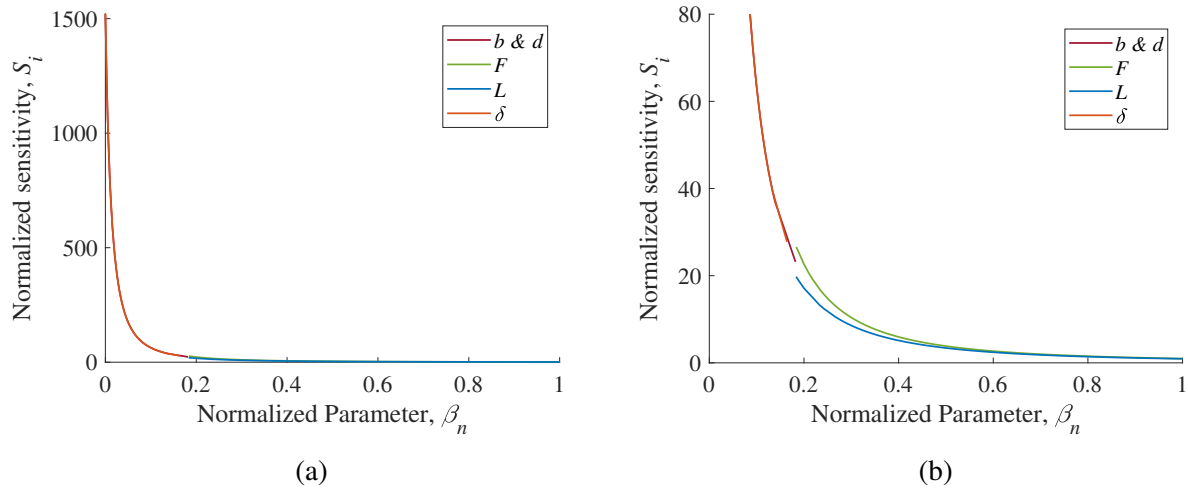 1500
1000
500
0
Normalized sensitivity, S_i
b & d
F
L
δ
0
0.2
0.4
0.6
0.8
1
Normalized Parameter, β_n
(a)
80
60
40
20
0
Normalized sensitivity, S_i
b & d
F
L
δ
0
0.2
0.4
0.6
0.8
1
Normalized Parameter, β_n
(b)